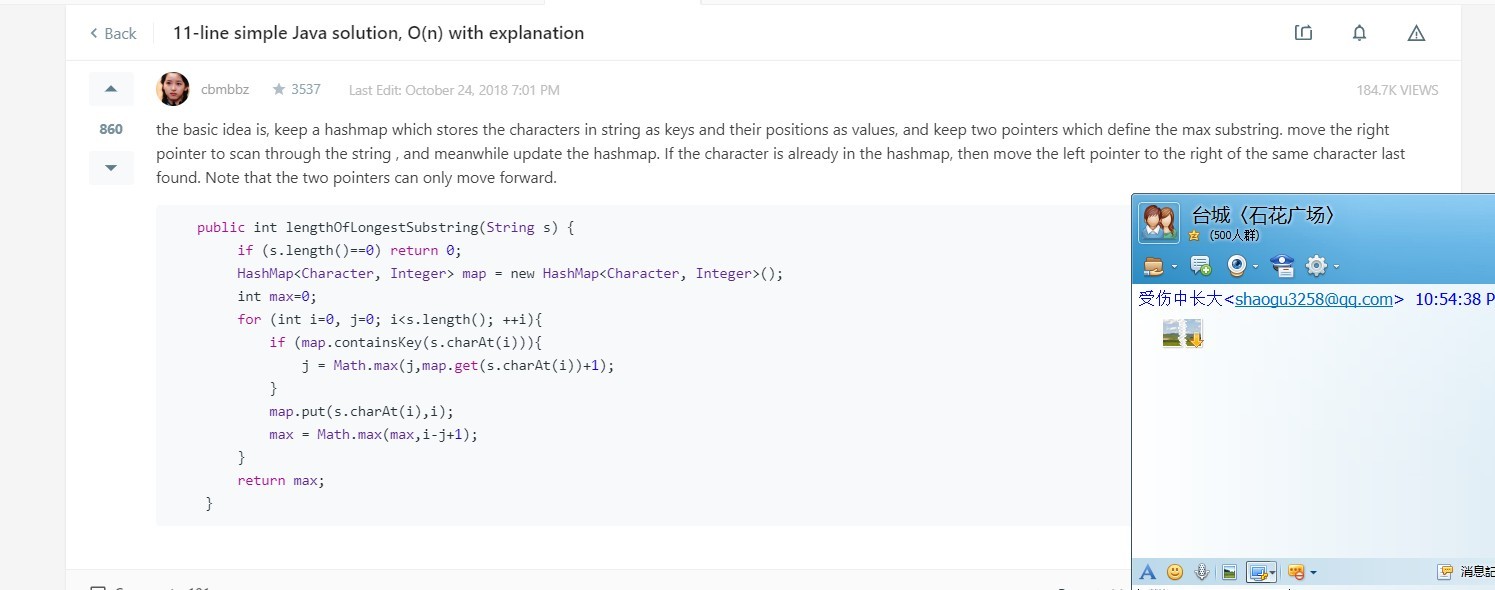 Back
11-line simple Java solution, O(n) with explanation
cbmbbz
3537
Last Edit: October 24, 2018 7:01 PM
184.7K VIEWS
860
the basic idea is, keep a hashmap which stores the characters in string as keys and their positions as values, and keep two pointers which define the max substring. move the right
pointer to scan through the string , and meanwhile update the hashmap. If the character is already in the hashmap, then move the left pointer to the right of the same character last
found. Note that the two pointers can only move forward.
public int lengthOfLongestSubstring(String s) {
if (s.length()==0) return 0;
HashMap<Character, Integer> map = new HashMap<Character, Integer>();
int max=0;
for (int i=0, j=0; i<s.length(); ++i){
if (map.containsKey(s.charAt(i))){
j = Math.max(j,map.get(s.charAt(i))+1);
}
map.put(s.charAt(i),i);
max = Math.max(max,i-j+1);
}
return max;
}
台城〈石花广场〉
(500人群)
受伤中长大<shaogu3258@qq.com> 10:54:38 P
A
消息記